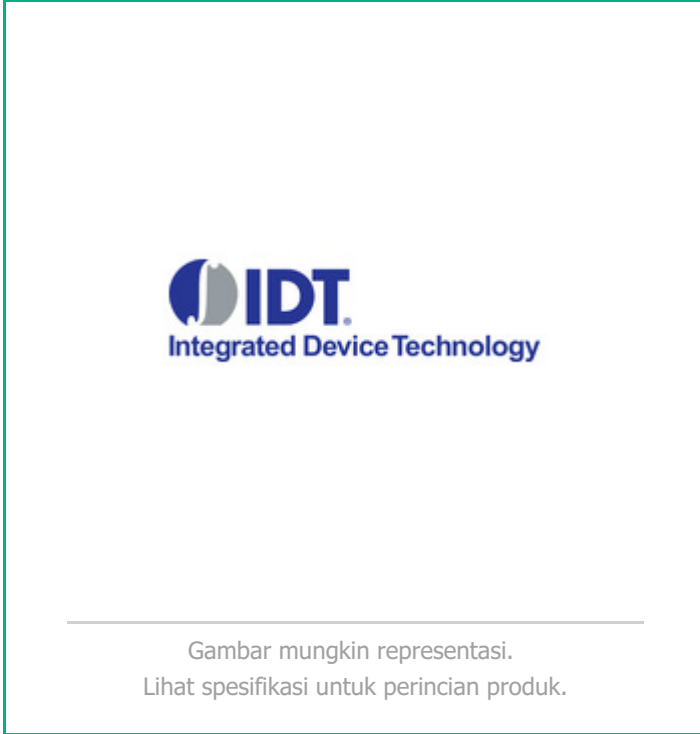 IDT®
Integrated Device Technology
Gambar mungkin representasi.
Lihat spesifikasi untuk perincian produk.